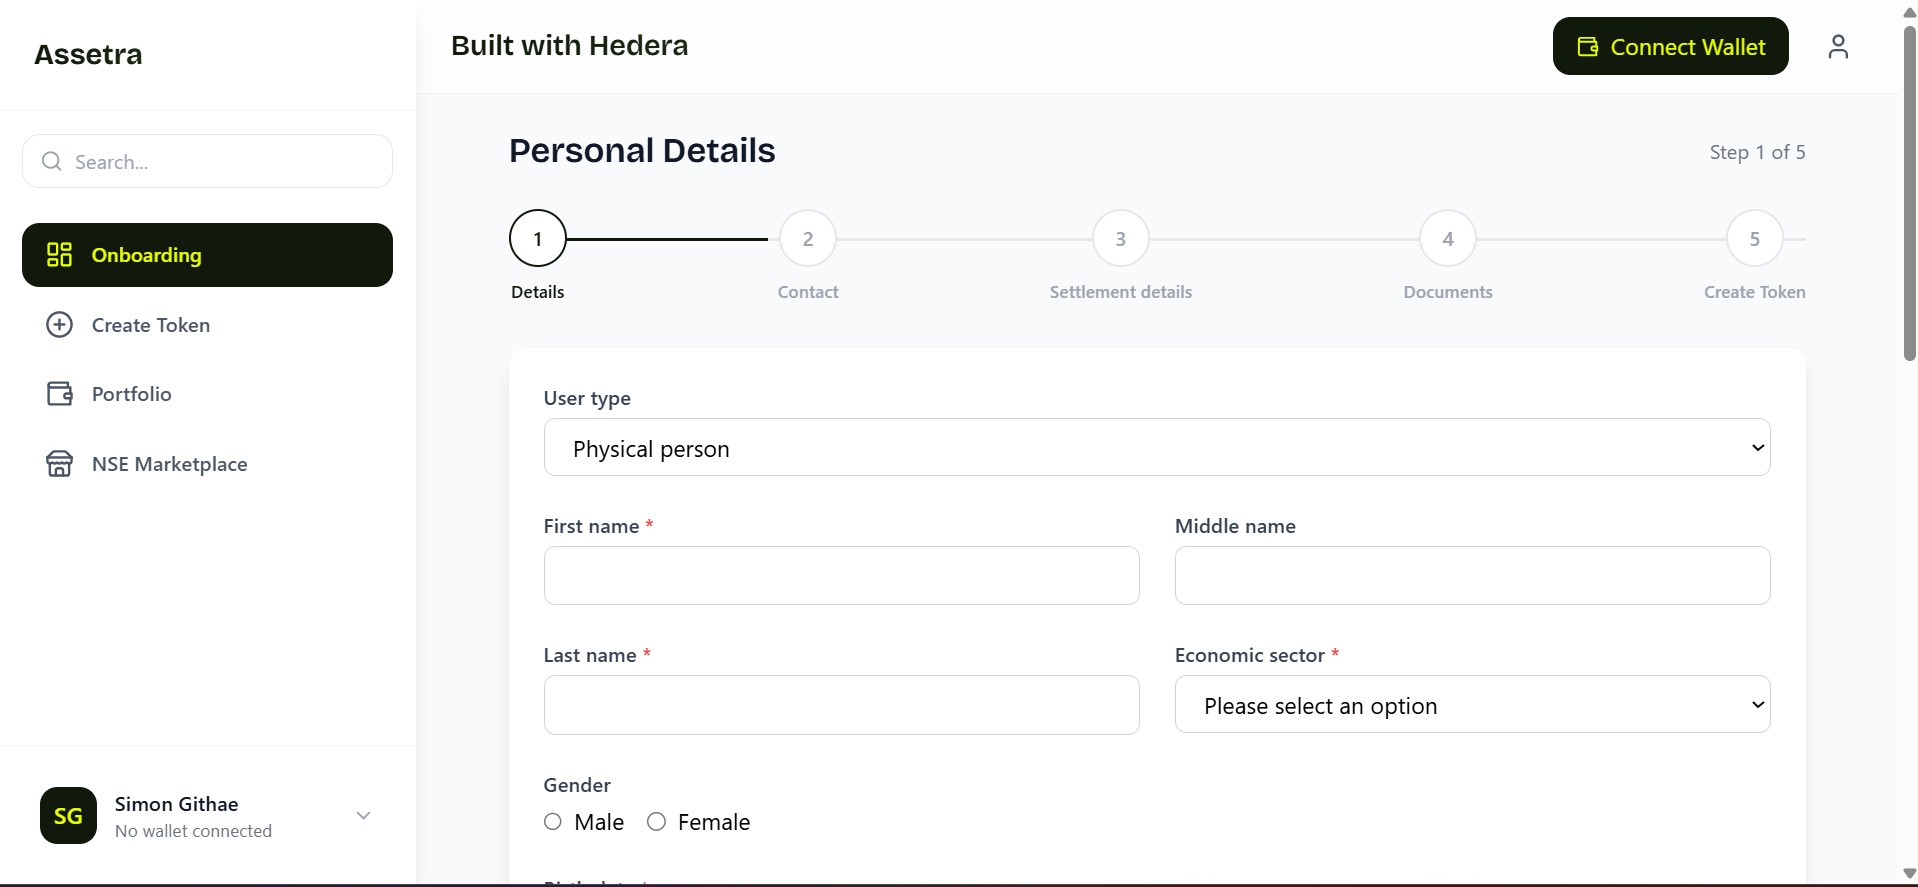 Assetra
Search...
Onboarding
Create Token
Portfolio
NSE Marketplace
SG
Simon Githae
No wallet connected
Built with Hedera
Connect Wallet
Personal Details
Step 1 of 5
1
2
3
4
5
Details
Contact
Settlement details
Documents
Create Token
User type
Physical person
First name *
Middle name
Last name *
Economic sector *
Please select an option
Gender
Male
Female